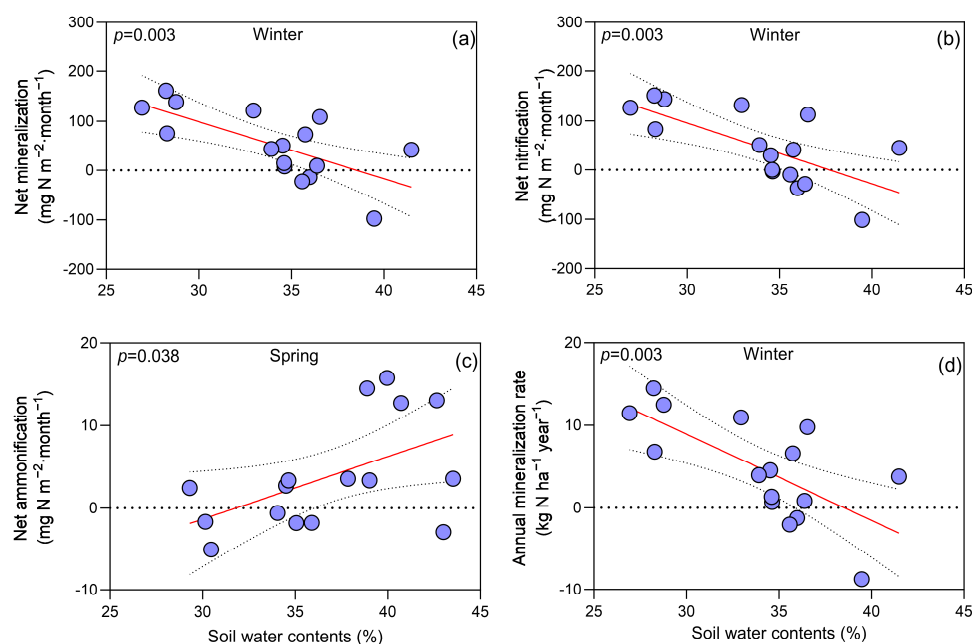 p=0.003 Winter (a)
Net mineralization
(mg N m⁻²·month⁻¹)
300
200
100
0
-100
-200
25 30 35 40 45
p=0.003 Winter (b)
Net nitrification
(mg N m⁻²·month⁻¹)
300
200
100
0
-100
-200
25 30 35 40 45
p=0.038 Spring (c)
Net ammonification
(mg N m⁻²·month⁻¹)
20
10
0
-10
25 30 35 40 45
Soil water contents (%)
p=0.003 Winter (d)
Annual mineralization rate
(kg N ha⁻¹ year⁻¹)
20
10
0
-10
25 30 35 40 45
Soil water contents (%)